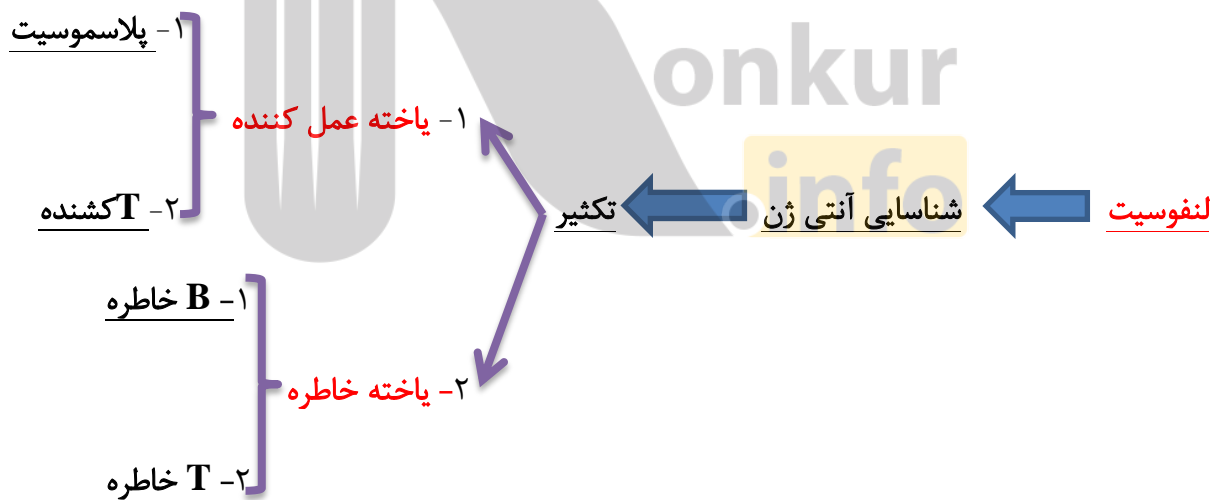 ۱- پلاسموسیت
onkur
۱- یاخته عمل کننده
info
لنفوسیت
شناسایی آنتی ژن
تکثیر
۲- Tکشنده
۱- B خاطره
۲- یاخته خاطره
۲- T خاطره